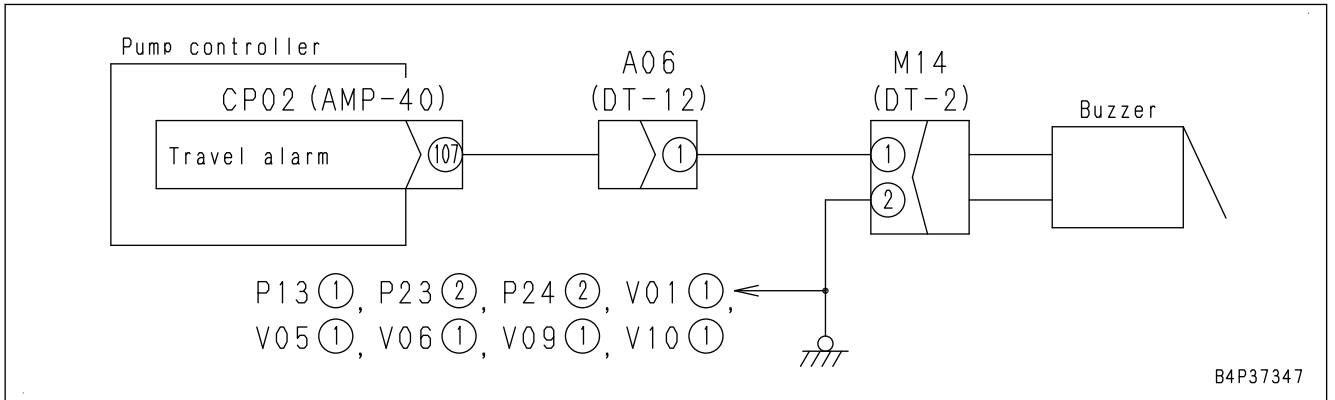 Pump controller
CP02 (AMP-40)
Travel alarm
107
A06
(DT-12)
1
M14
(DT-2)
1
2
Buzzer
P13 ①, P23 ②, P24 ②, V01 ①,
V05 ①, V06 ①, V09 ①, V10 ①
B4P37347